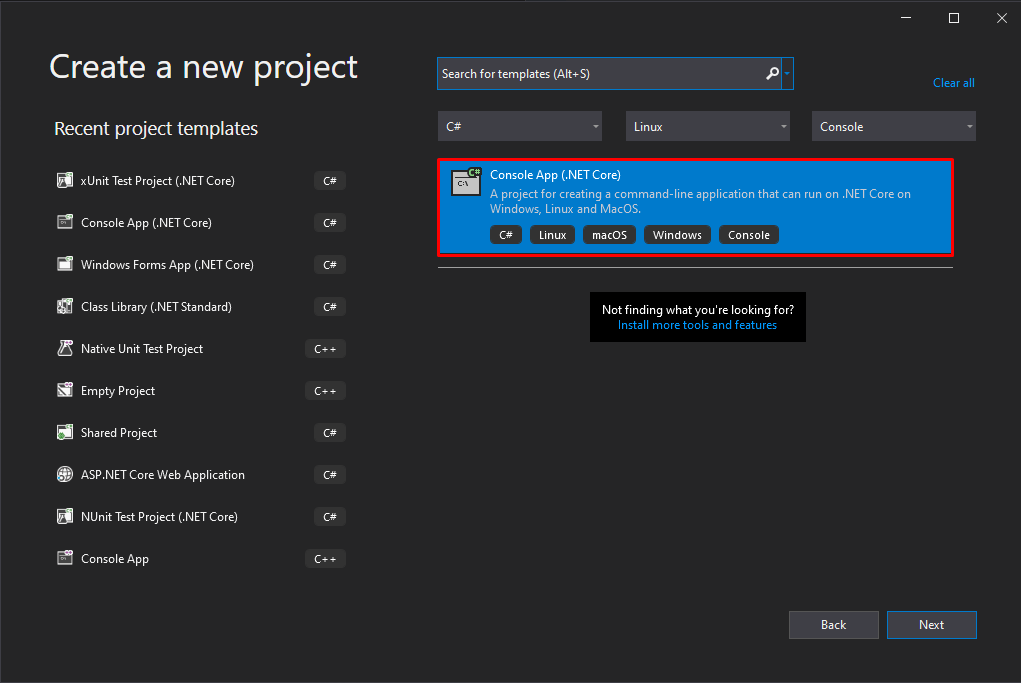 Create a new project
Recent project templates
xUnit Test Project (.NET Core) C#
Console App (.NET Core) C#
Windows Forms App (.NET Core) C#
Class Library (.NET Standard) C#
Native Unit Test Project C++
Empty Project C++
Shared Project C#
ASP.NET Core Web Application C#
NUnit Test Project (.NET Core) C#
Console App C++
Search for templates (Alt+S)
Clear all
C# Linux Console
C#
C:\
Console App (.NET Core)
A project for creating a command-line application that can run on .NET Core on
Windows, Linux and MacOS.
C# Linux macOS Windows Console
Not finding what you're looking for?
Install more tools and features
Back Next